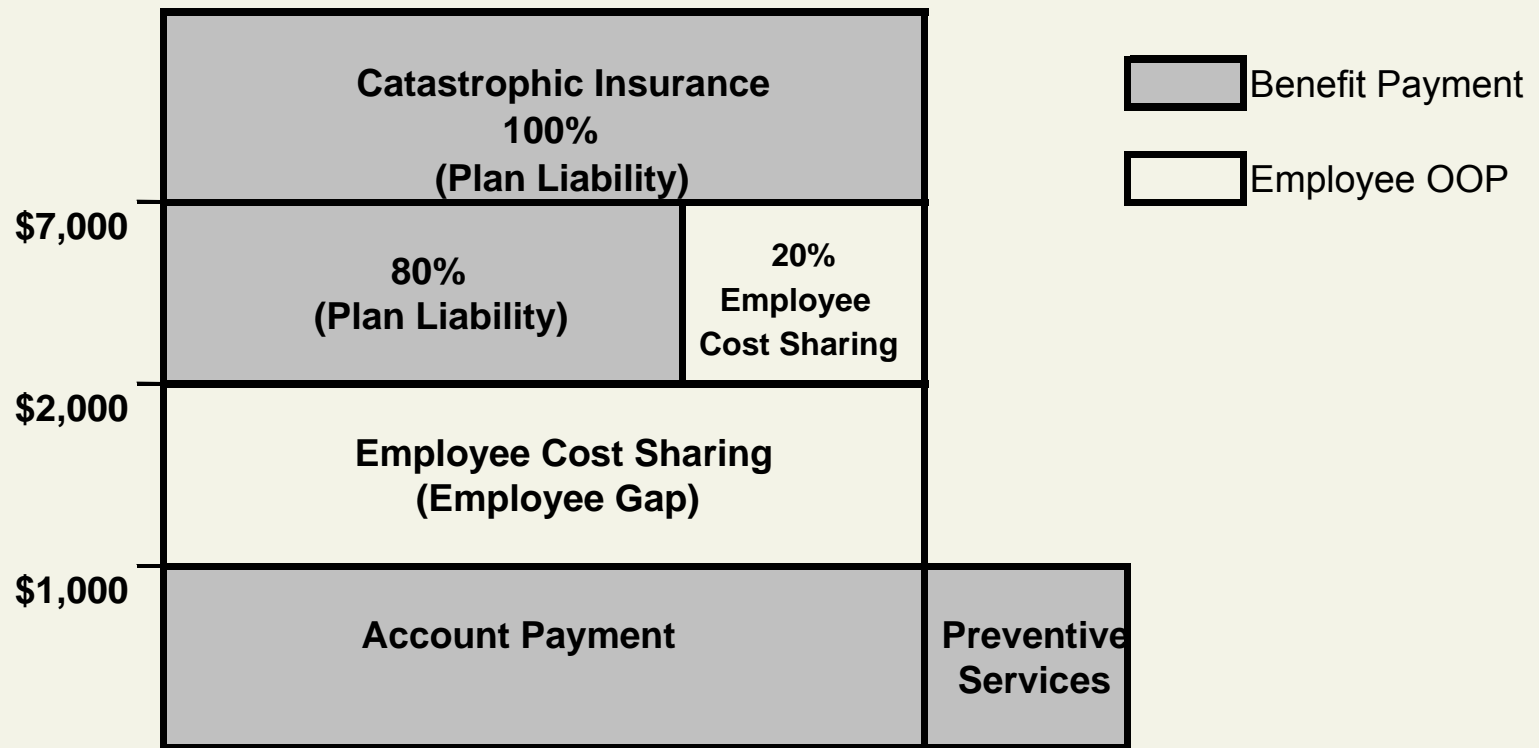 Catastrophic Insurance
100%
(Plan Liability)
Benefit Payment
Employee OOP
$7,000
80%
(Plan Liability)
20%
Employee
Cost Sharing
$2,000
Employee Cost Sharing
(Employee Gap)
$1,000
Account Payment
Preventive
Services